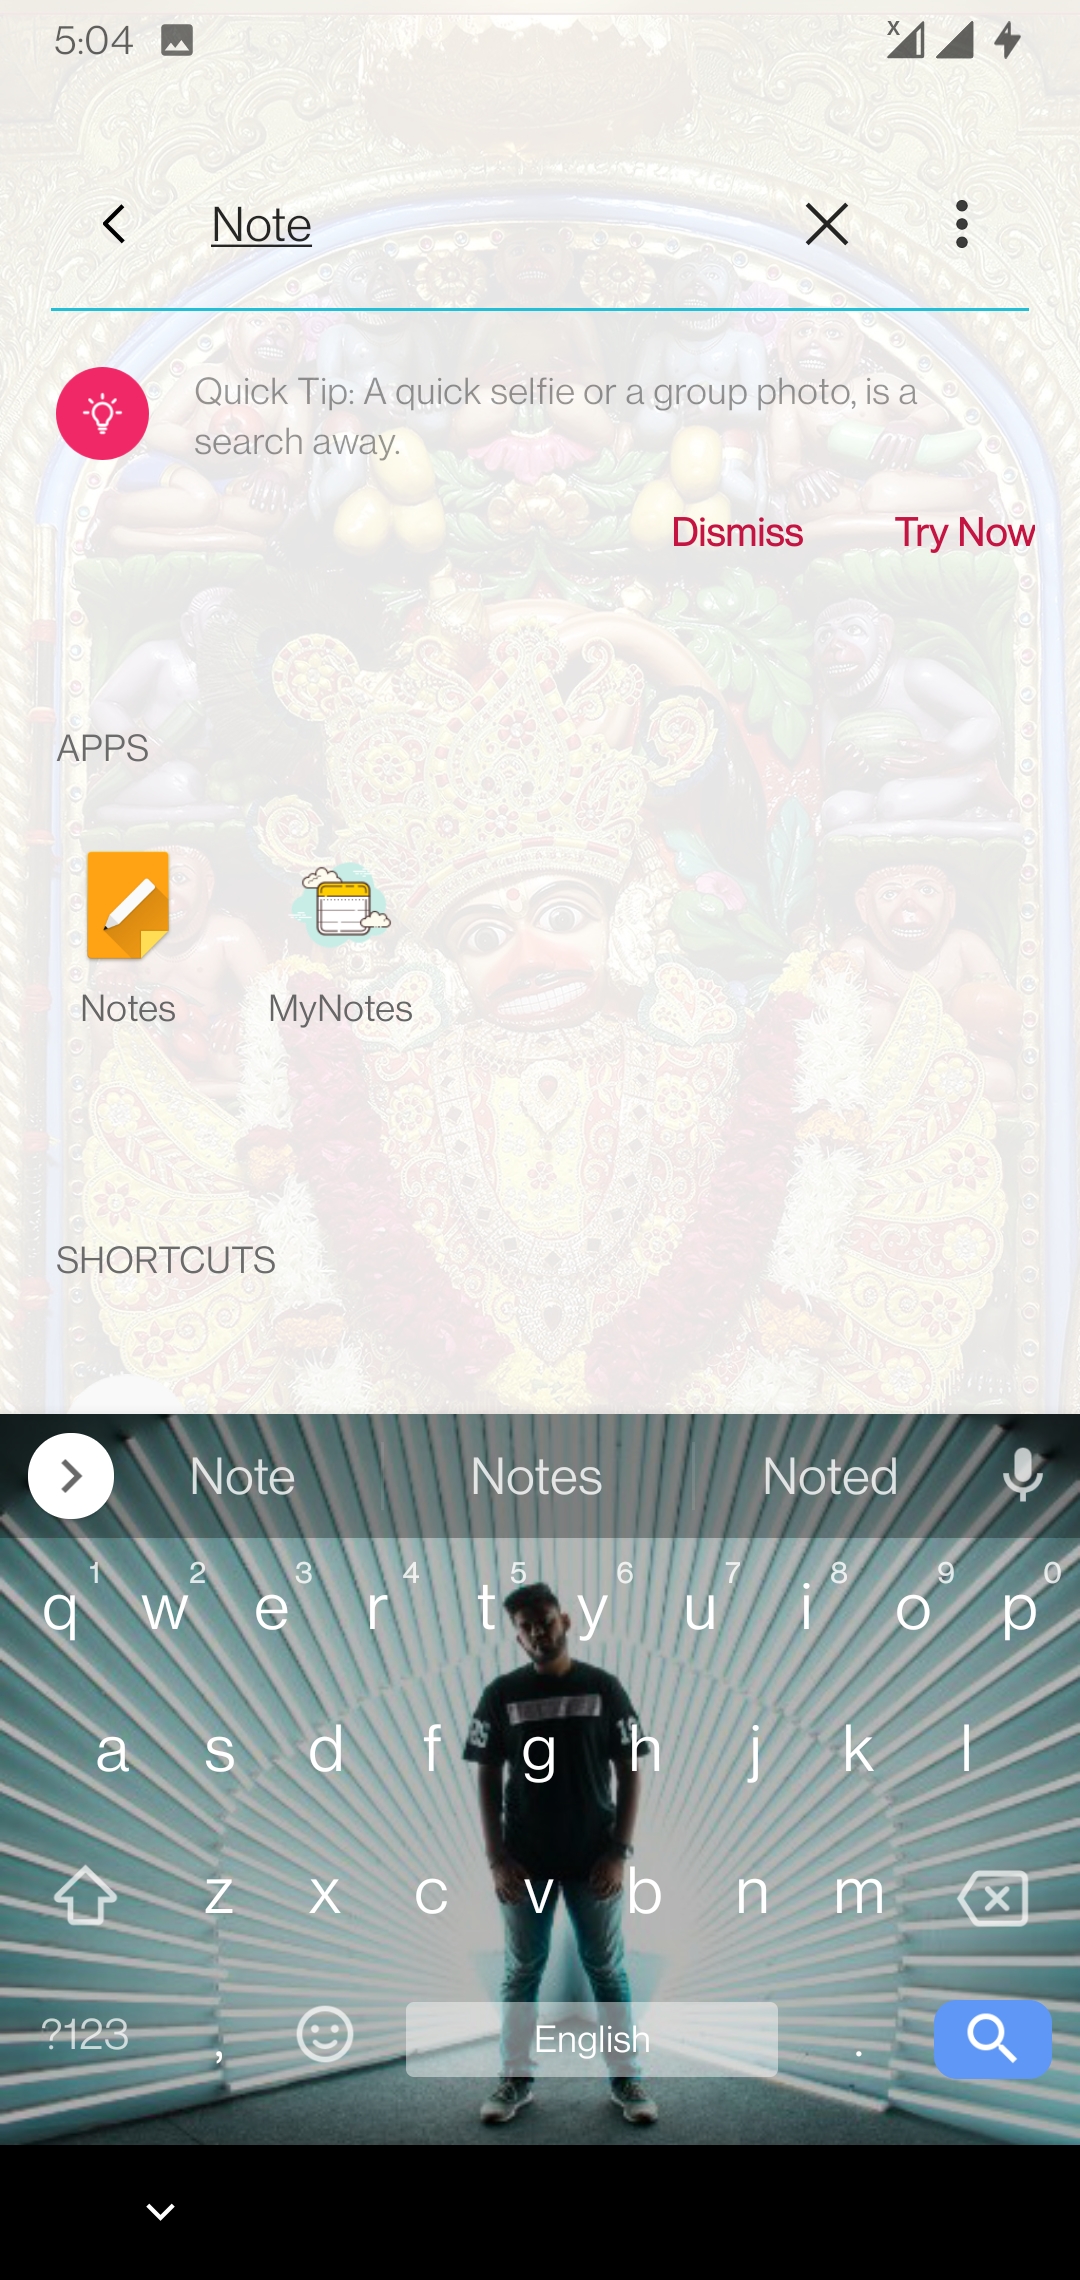 5:04
x
Note
Quick Tip: A quick selfie or a group photo, is a
search away.
Dismiss Try Now
APPS
Notes MyNotes
SHORTCUTS
Note Notes Noted
1 2 3 4 5 6 7 8 9 0
q w e r t y u i o p
a s d f g h j k l
z x c v b n m
?123 , English .